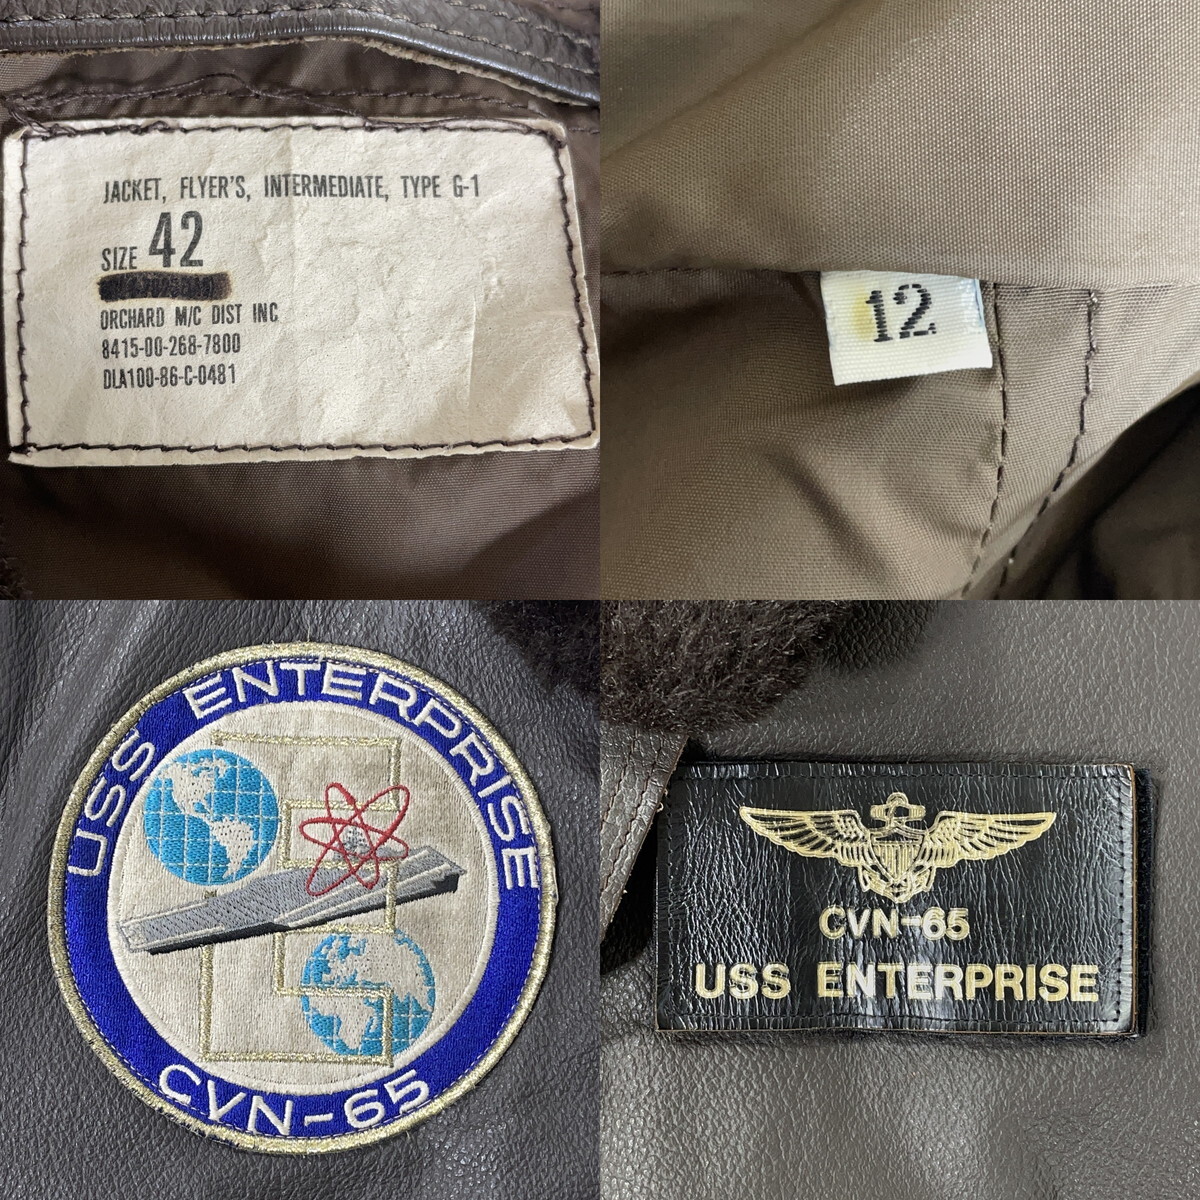 JACKET, FLYER'S, INTERMEDIATE, TYPE G-1
SIZE 42
ORCHARD M/C DIST INC
8415-00-268-7800
DLA100-86-C-0481
12
USS ENTERPRISE
CVN-65
CVN-65
USS ENTERPRISE